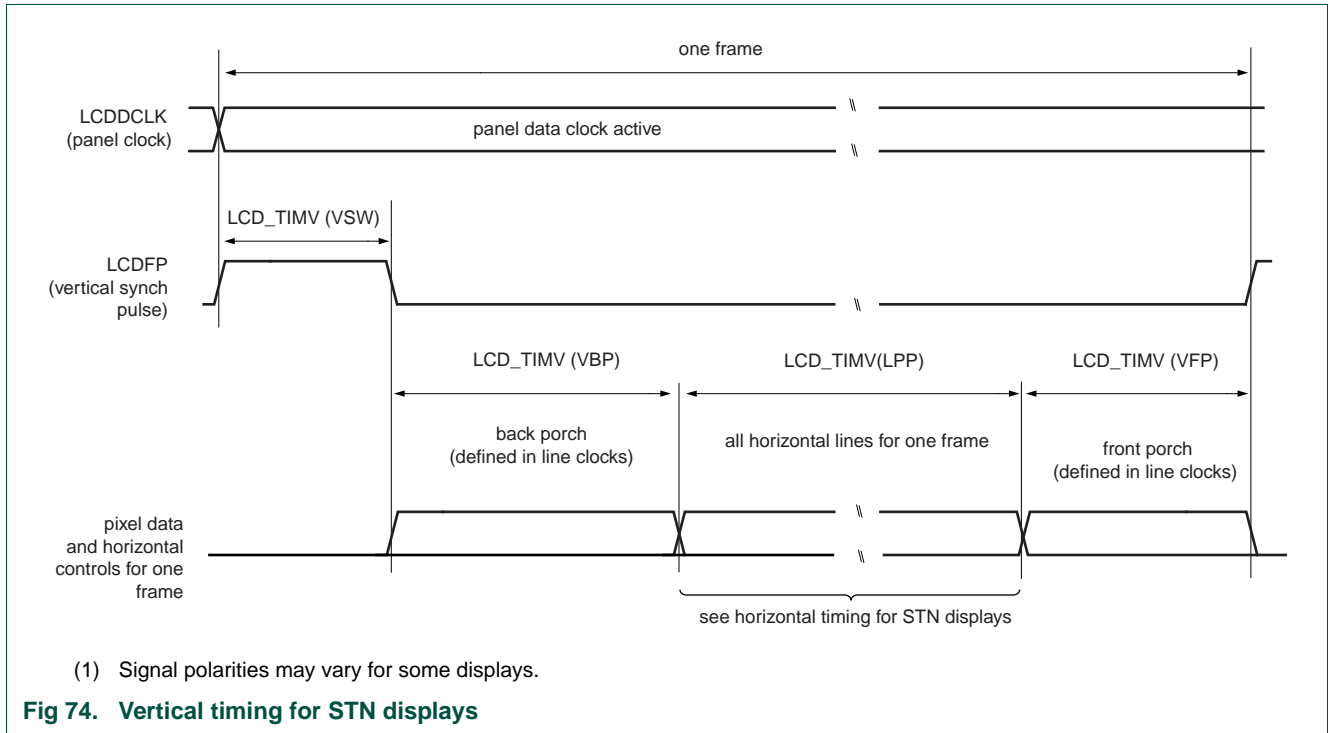 one frame
LCDDCLK
(panel clock)
panel data clock active
LCD_TIMV (VSW)
LCDFP
(vertical synch
pulse)
LCD_TIMV (VBP)
LCD_TIMV(LPP)
LCD_TIMV (VFP)
back porch
(defined in line clocks)
all horizontal lines for one frame
front porch
(defined in line clocks)
pixel data
and horizontal
controls for one
frame
see horizontal timing for STN displays
(1) Signal polarities may vary for some displays.
Fig 74. Vertical timing for STN displays